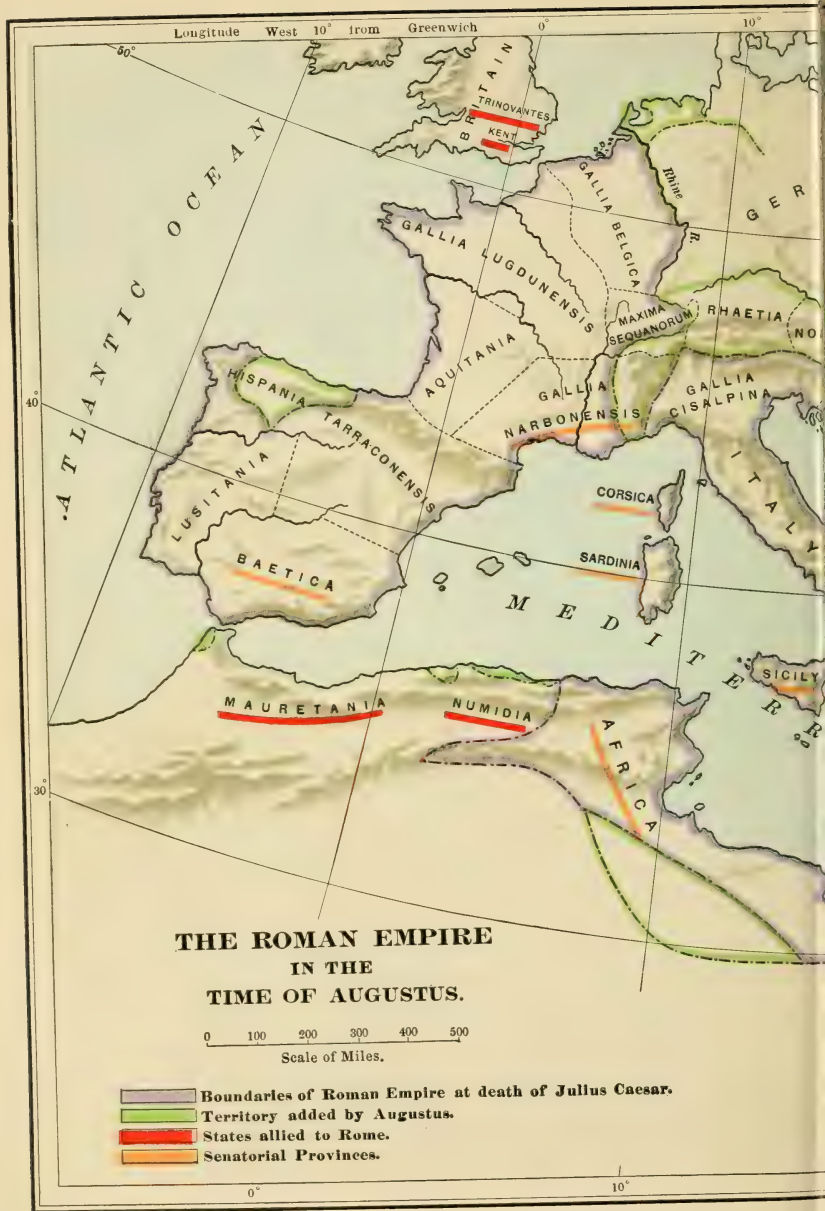 Longitude West 10° from Greenwich 0° 10°
50°
ATLANTIC OCEAN
BRITAIN
TRINOVANTES
KENT
Rhine
R.
GER
GALLIA BELGICA
GALLIA LUGDUNENSIS
MAXIMA
SEQUANORUM
RHAETIA
NO
AQUITANIA
GALLIA
NARBONENSIS
GALLIA
CISALPINA
ITALY
40°
HISPANIA
TARRACONENSIS
LUSITANIA
BAETICA
CORSICA
SARDINIA
MEDITERR
R
SICILY
MAURETANIA
NUMIDIA
AFRICA
30°
THE ROMAN EMPIRE
IN THE
TIME OF AUGUSTUS.
0 100 200 300 400 500
Scale of Miles.
Boundaries of Roman Empire at death of Julius Caesar.
Territory added by Augustus.
States allied to Rome.
Senatorial Provinces.
0° 10°